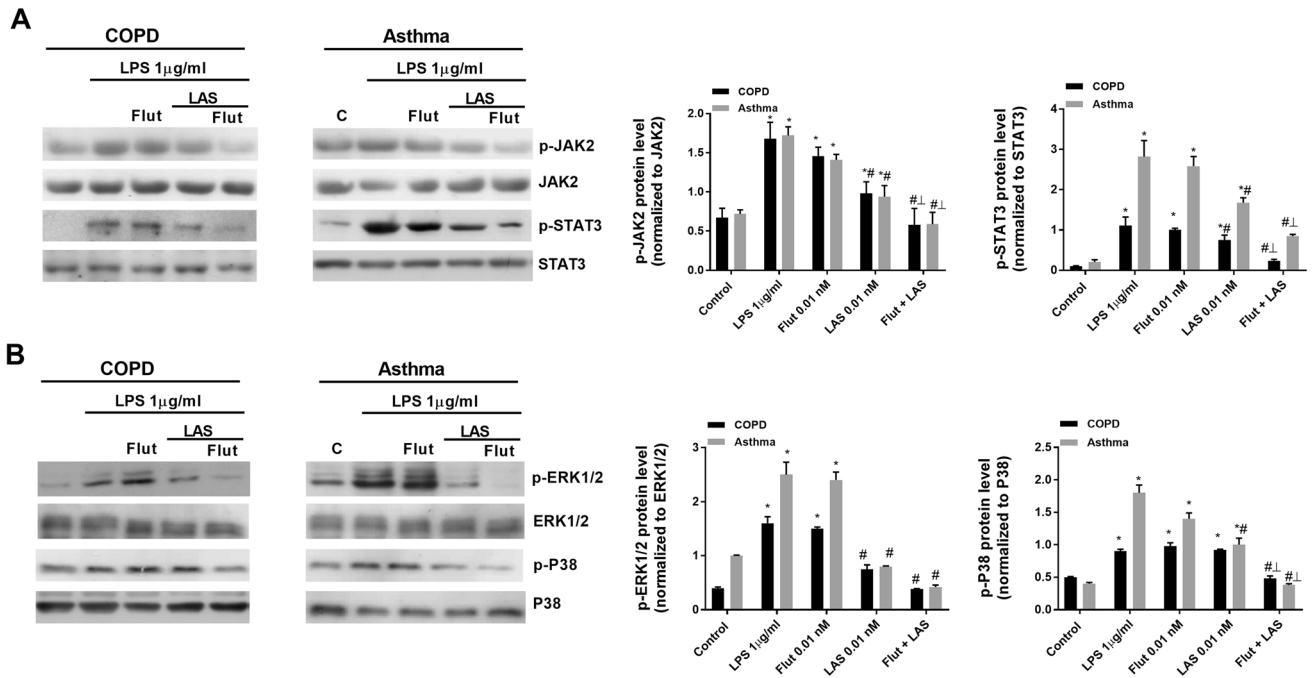 A
COPD
LPS 1μg/ml
LAS
Flut
Flut
Asthma
LPS 1μg/ml
LAS
C
Flut
Flut
p-JAK2
JAK2
p-STAT3
STAT3
COPD
Asthma
p-JAK2 protein level
(normalized to JAK2)
2.0
1.5
1.0
0.5
0.0
* *
* *
*# *#
#⊥ #⊥
Control
LPS 1μg/ml
Flut 0.01 nM
LAS 0.01 nM
Flut + LAS
COPD
Asthma
p-STAT3 protein level
(normalized to STAT3)
4
3
2
1
0
* *
* *
*# *#
#⊥ #⊥
Control
LPS 1μg/ml
Flut 0.01 nM
LAS 0.01 nM
Flut + LAS
B
COPD
LPS 1μg/ml
LAS
Flut
Flut
Asthma
LPS 1μg/ml
LAS
C
Flut
Flut
p-ERK1/2
ERK1/2
p-P38
P38
COPD
Asthma
p-ERK1/2 protein level
(normalized to ERK1/2)
3
2
1
0
* *
* *
# #
# #
Control
LPS 1μg/ml
Flut 0.01 nM
LAS 0.01 nM
Flut + LAS
COPD
Asthma
p-P38 protein level
(normalized to P38)
2.5
2.0
1.5
1.0
0.5
0.0
* *
* *
* *#
#⊥ #⊥
Control
LPS 1μg/ml
Flut 0.01 nM
LAS 0.01 nM
Flut + LAS